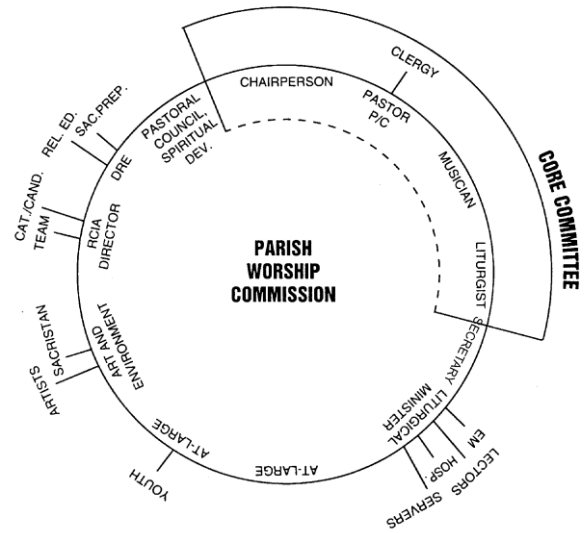 CLERGY
CHAIRPERSON
PASTOR
P/C
MUSICIAN
LITURGIST
CORE COMMITTEE
SECRETARY
LITURGICAL
MINISTER
EM
LECTORS
HOSP.
SERVERS
AT-LARGE
AT-LARGE
YOUTH
ART AND
ENVIRONMENT
SACRISTAN
ARTISTS
RCIA
DIRECTOR
TEAM
CAT./CAND.
DRE
REL. ED.
SAC.PREP.
PASTORAL
COUNCIL,
SPIRITUAL
DEV.
PARISH
WORSHIP
COMMISSION